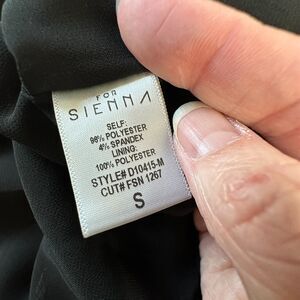 FOR
SIENNA
SELF:
96% POLYESTER
4% SPANDEX
LINING:
100% POLYESTER
STYLE# D10415-M
CUT# FSN 1267
S